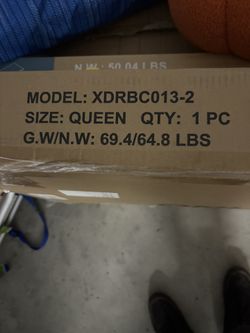 N.W.: 50.04 LBS
MODEL: XDRBC013-2
SIZE: QUEEN QTY: 1 PC
G.W/N.W: 69.4/64.8 LBS